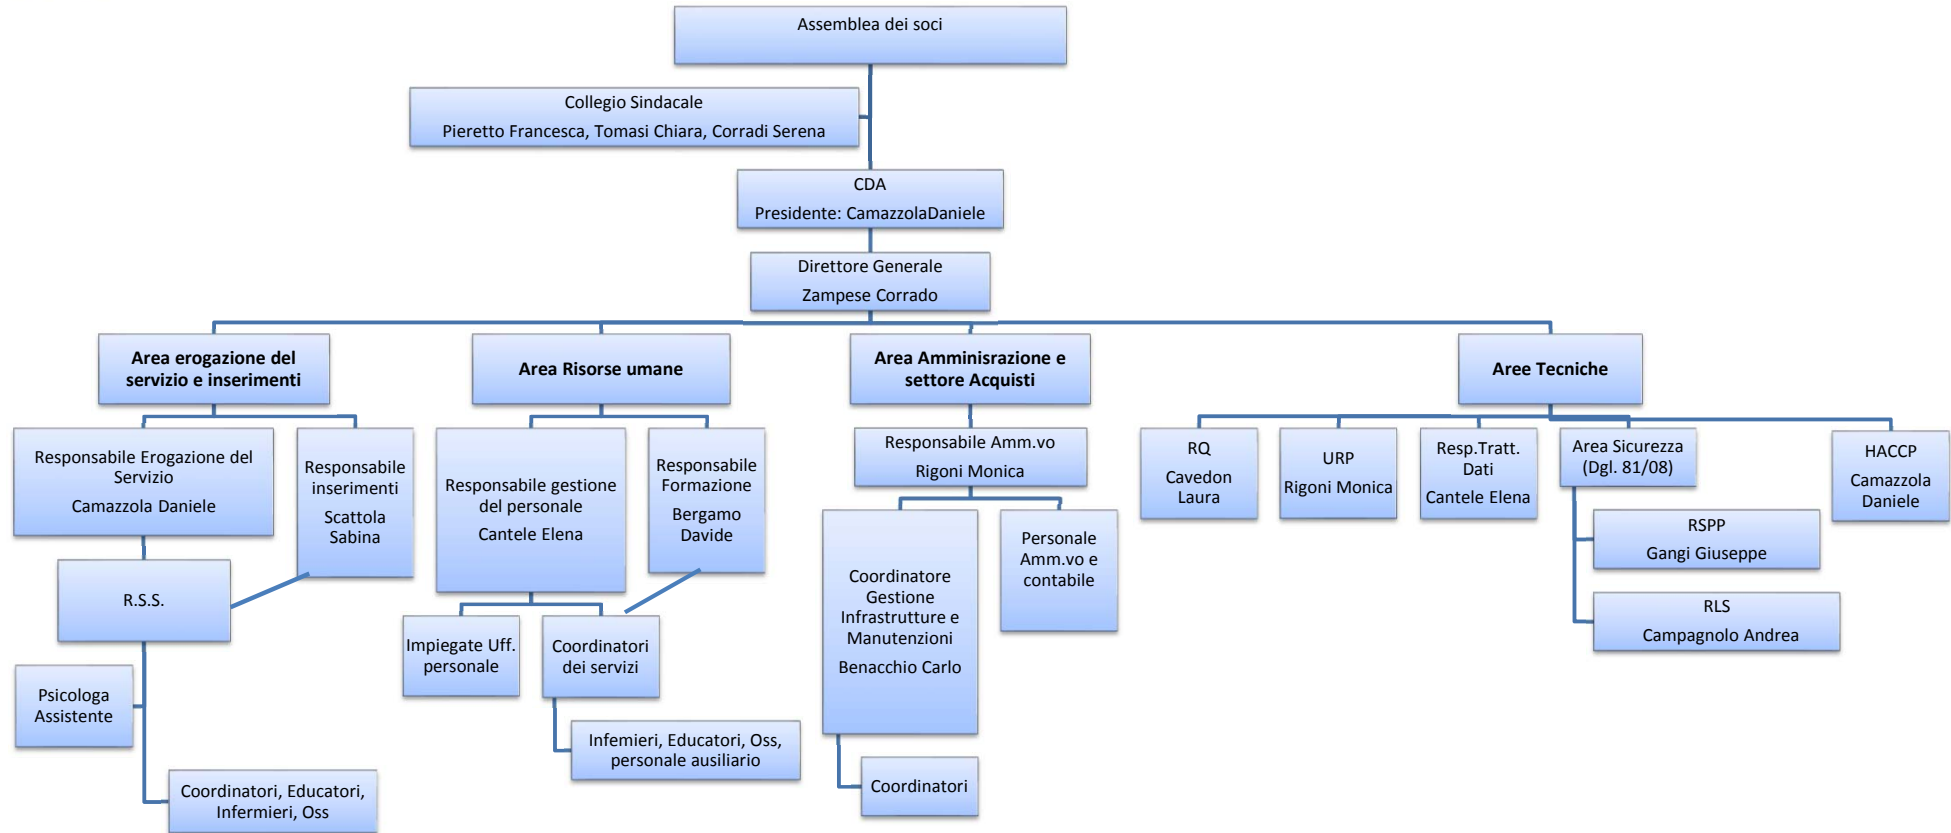 Assemblea dei soci
Collegio Sindacale
Pieretto Francesca, Tomasi Chiara, Corradi Serena
CDA
Presidente: CamazzolaDaniele
Direttore Generale
Zampese Corrado
Area erogazione del
servizio e inserimenti
Area Risorse umane
Area Amminisrazione e
settore Acquisti
Aree Tecniche
Responsabile Erogazione del
Servizio
Camazzola Daniele
Responsabile
inserimenti
Scattola
Sabina
Responsabile gestione
del personale
Cantele Elena
Responsabile
Formazione
Bergamo
Davide
Responsabile Amm.vo
Rigoni Monica
RQ
Cavedon
Laura
URP
Rigoni Monica
Resp.Tratt.
Dati
Cantele Elena
Area Sicurezza
(Dgl. 81/08)
HACCP
Camazzola
Daniele
R.S.S.
Impiegate Uff.
personale
Coordinatori
dei servizi
Coordinatore
Gestione
Infrastrutture e
Manutenzioni
Benacchio Carlo
Personale
Amm.vo e
contabile
RSPP
Gangi Giuseppe
RLS
Campagnolo Andrea
Psicologa
Assistente
Infemieri, Educatori, Oss,
personale ausiliario
Coordinatori, Educatori,
Infermieri, Oss
Coordinatori